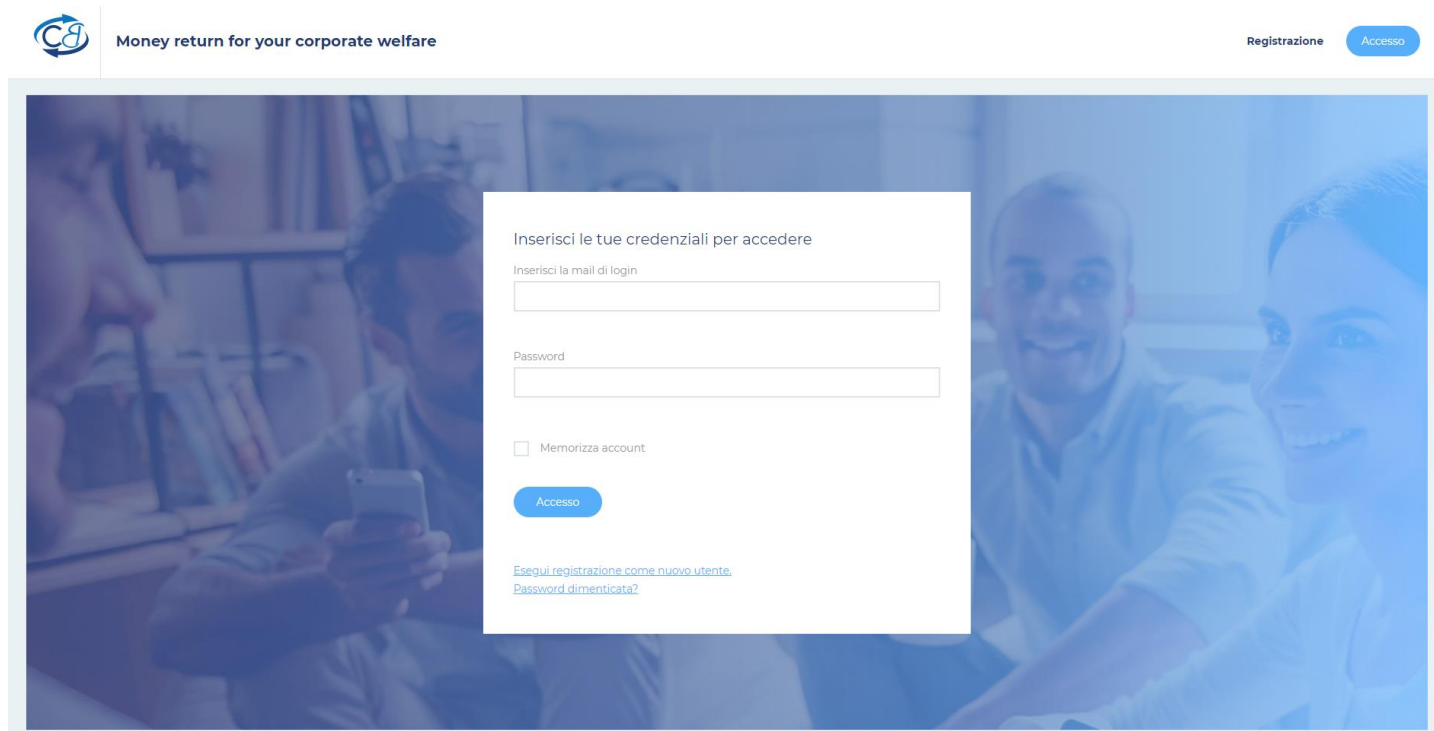 CB
Money return for your corporate welfare
Registrazione
Accesso
Inserisci le tue credenziali per accedere
Inserisci la mail di login
Password
Memorizza account
Accesso
Esegui registrazione come nuovo utente.
Password dimenticata?